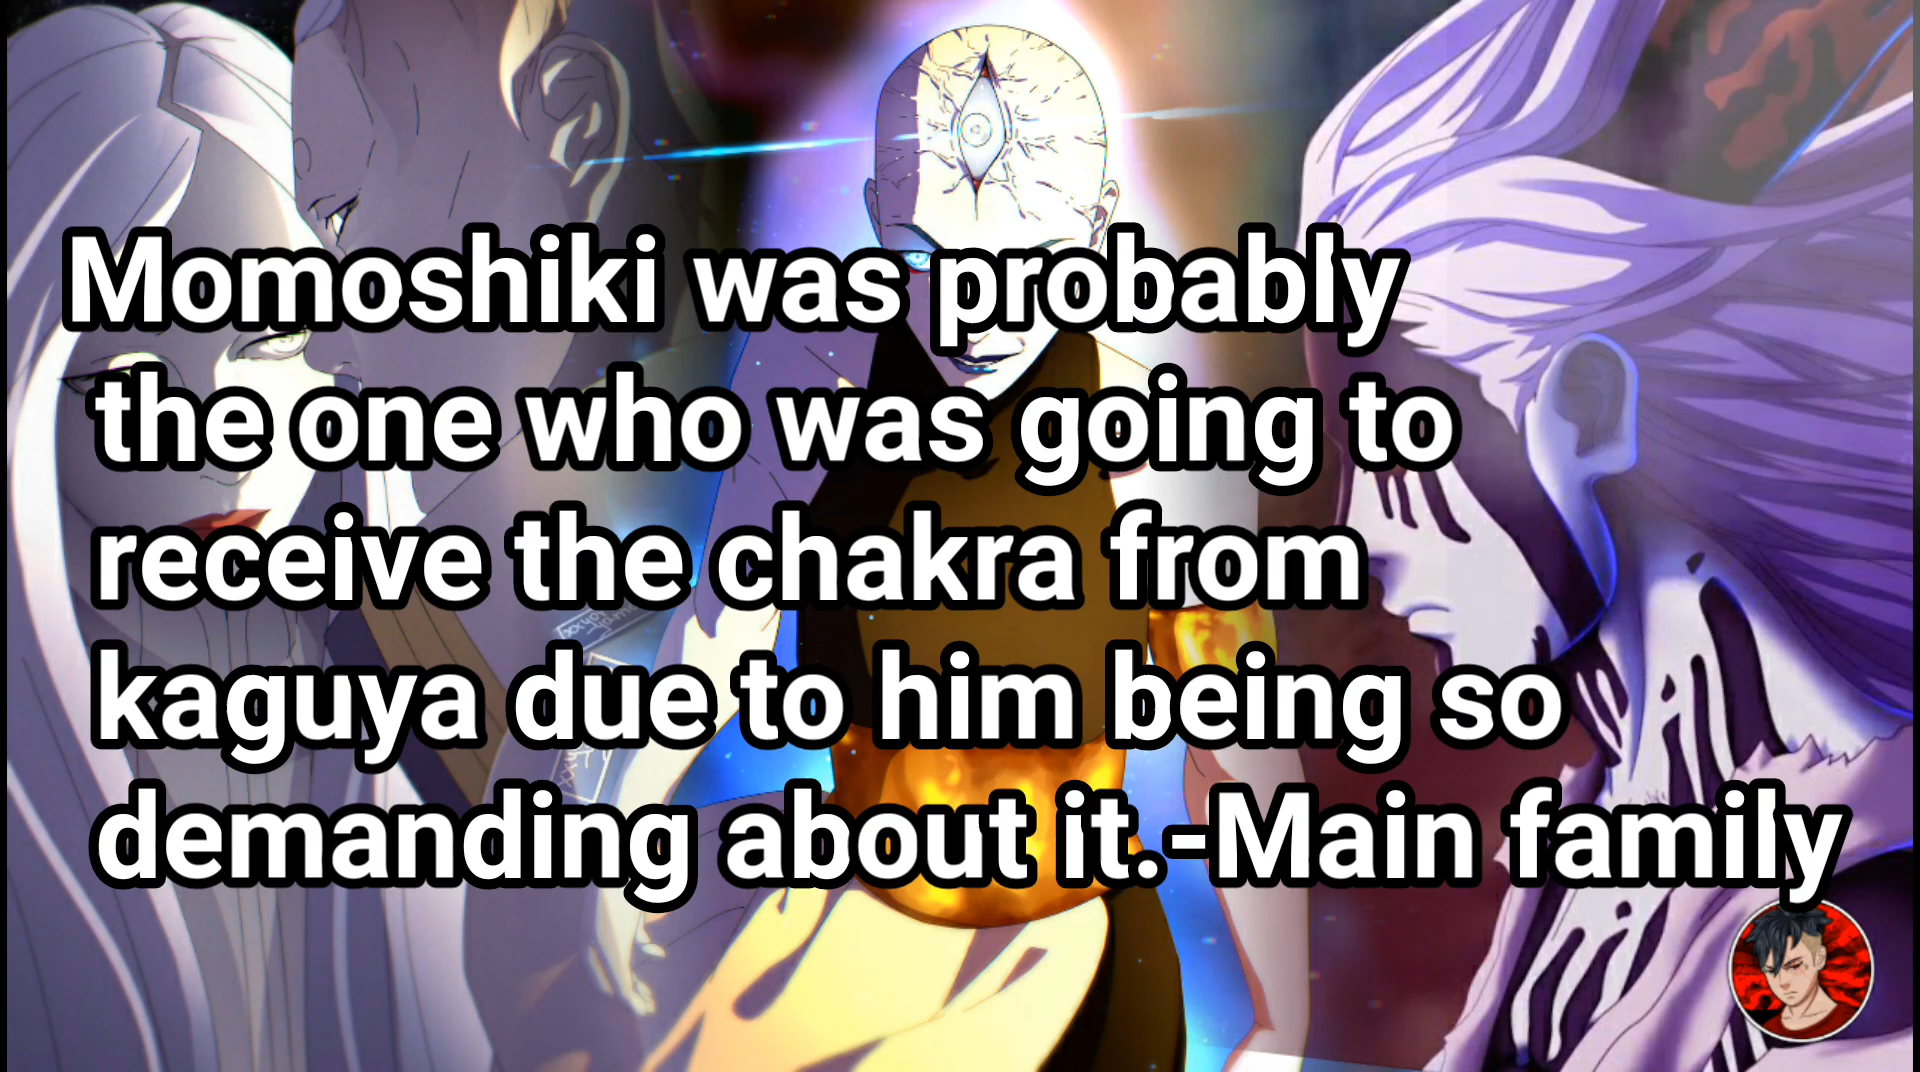 Momoshiki was probably
the one who was going to
receive the chakra from
kaguya due to him being so
demanding about it.-Main family